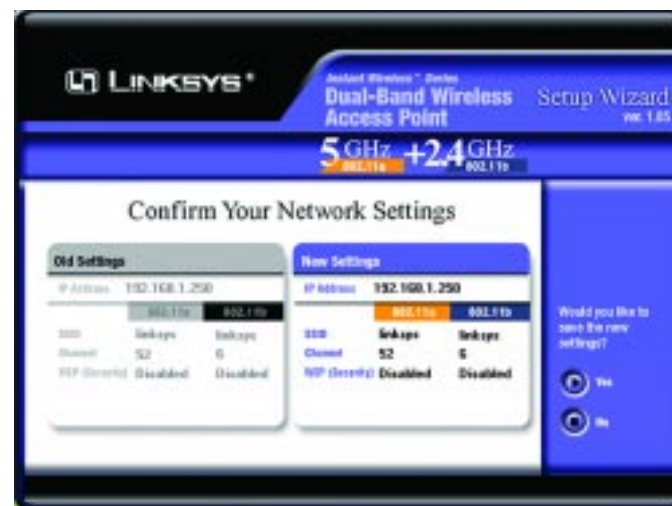 LINKSYS®
Instant Wireless™ Series
Dual-Band Wireless
Access Point
Setup Wizard
ver. 1.05
5 GHz 802.11a + 2.4 GHz 802.11b
Confirm Your Network Settings
Old Settings
IP Address 192.168.1.250
802.11a 802.11b
SSID linksys linksys
Channel 52 6
WEP (Security) Disabled Disabled
New Settings
IP Address 192.168.1.250
802.11a 802.11b
SSID linksys linksys
Channel 52 6
WEP (Security) Disabled Disabled
Would you like to
save the new
settings?
Yes
No